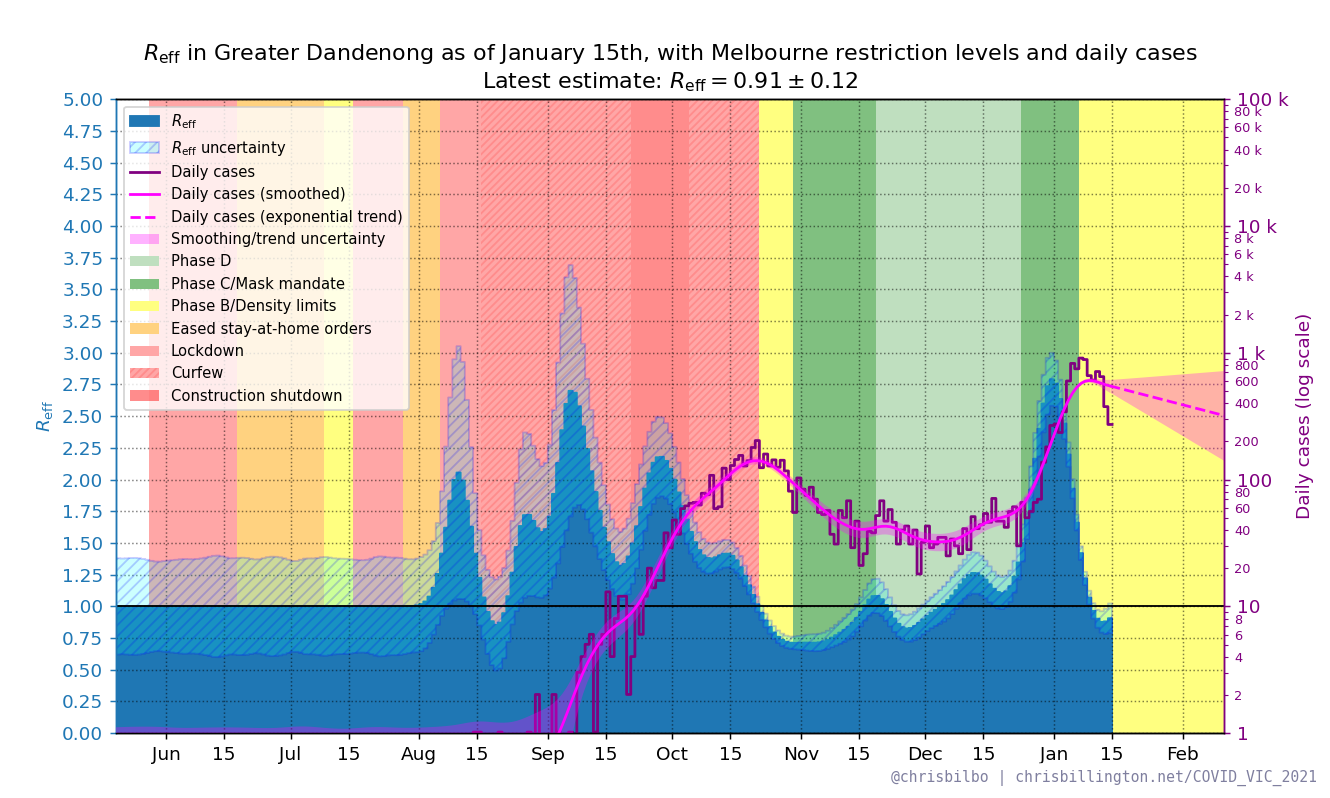 Reff in Greater Dandenong as of January 15th, with Melbourne restriction levels and daily cases
Latest estimate: Reff = 0.91 ± 0.12
Reff
Reff uncertainty
Daily cases
Daily cases (smoothed)
Daily cases (exponential trend)
Smoothing/trend uncertainty
Phase D
Phase C/Mask mandate
Phase B/Density limits
Eased stay-at-home orders
Lockdown
Curfew
Construction shutdown
Reff
5.00
4.75
4.50
4.25
4.00
3.75
3.50
3.25
3.00
2.75
2.50
2.25
2.00
1.75
1.50
1.25
1.00
0.75
0.50
0.25
0.00
100 k
80 k
60 k
40 k
20 k
10 k
8 k
6 k
4 k
2 k
1 k
800
600
400
200
100
80
60
40
20
10
8
6
4
2
1
Daily cases (log scale)
Jun 15 Jul 15 Aug 15 Sep 15 Oct 15 Nov 15 Dec 15 Jan 15 Feb
@chrisbilbo | chrisbillington.net/COVID_VIC_2021